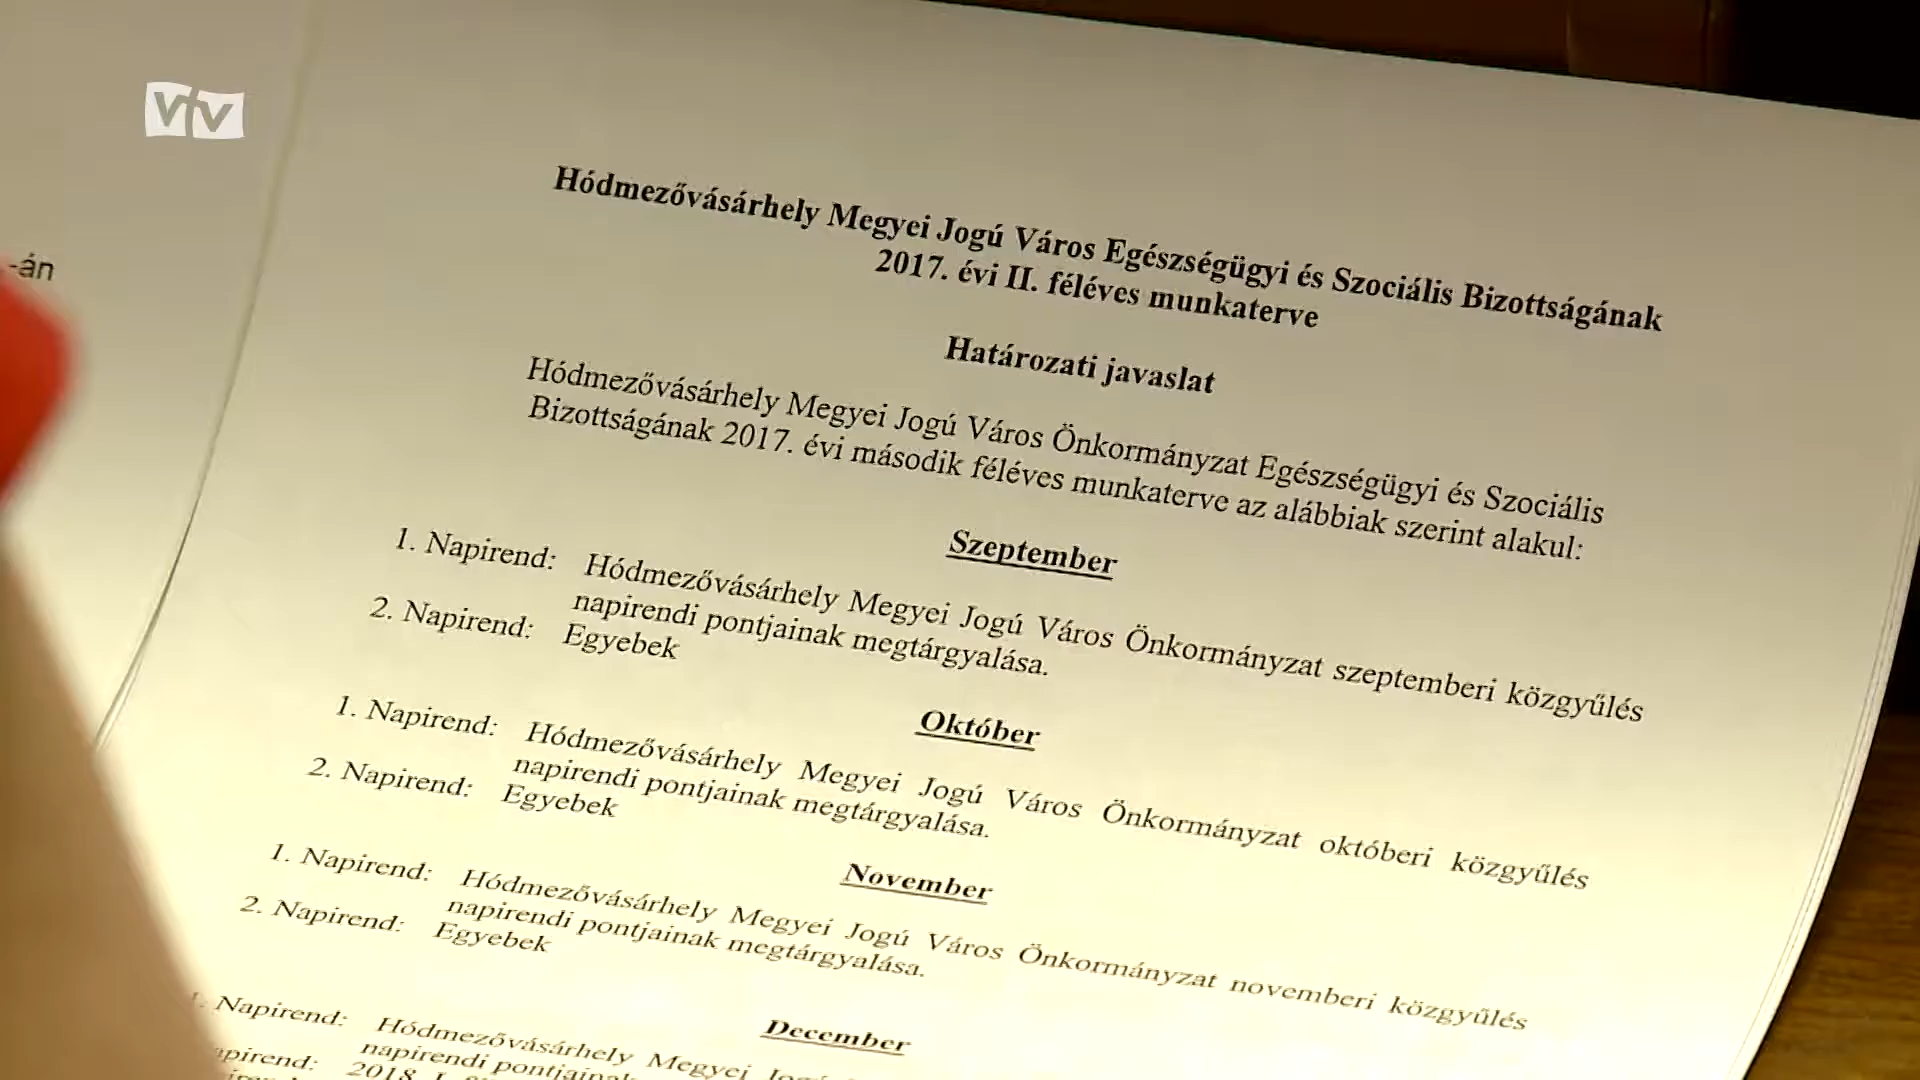 VTV
-án
Hódmezővásárhely Megyei Jogú Város Egészségügyi és Szociális Bizottságának
2017. évi II. féléves munkaterve
Határozati javaslat
Hódmezővásárhely Megyei Jogú Város Önkormányzat Egészségügyi és Szociális
Bizottságának 2017. évi második féléves munkaterve az alábbiak szerint alakul:
Szeptember
1. Napirend: Hódmezővásárhely Megyei Jogú Város Önkormányzat szeptemberi közgyűlés
napirendi pontjainak megtárgyalása.
2. Napirend: Egyebek
Október
1. Napirend: Hódmezővásárhely Megyei Jogú Város Önkormányzat októberi közgyűlés
napirendi pontjainak megtárgyalása.
2. Napirend: Egyebek
November
1. Napirend: Hódmezővásárhely Megyei Jogú Város Önkormányzat novemberi közgyűlés
napirendi pontjainak megtárgyalása.
2. Napirend: Egyebek
December
. Napirend: Hódmezővásárhely Megyei
napirendi pontjainak
apirend: 2018. I.